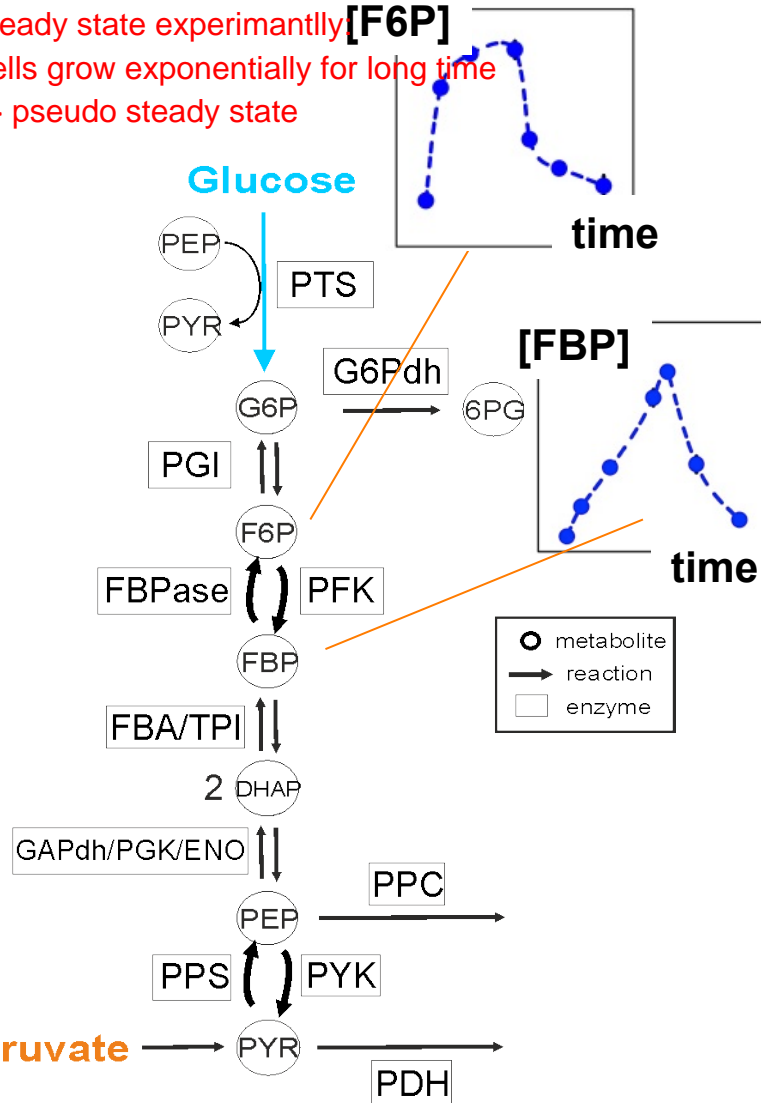 eady state experimantlly:
[F6P]
ells grow exponentially for long time
pseudo steady state
time
Glucose
PEP
PTS
PYR
[FBP]
G6Pdh
G6P
6PG
PGI
F6P
time
FBPase
PFK
FBP
metabolite
reaction
enzyme
FBA/TPI
2 DHAP
GAPdh/PGK/ENO
PPC
PEP
PPS
PYK
ruvate
PYR
PDH